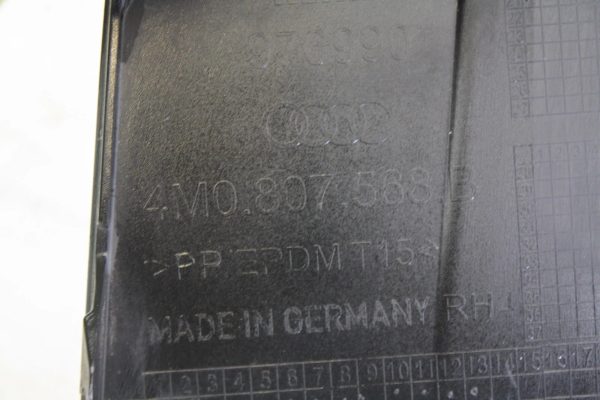 4M0.807.568.B
>PP/EPDM T15<
MADE IN GERMANY RH
2 3 4 5 6 7 8 9 10 11 12 13 14 15 16 17